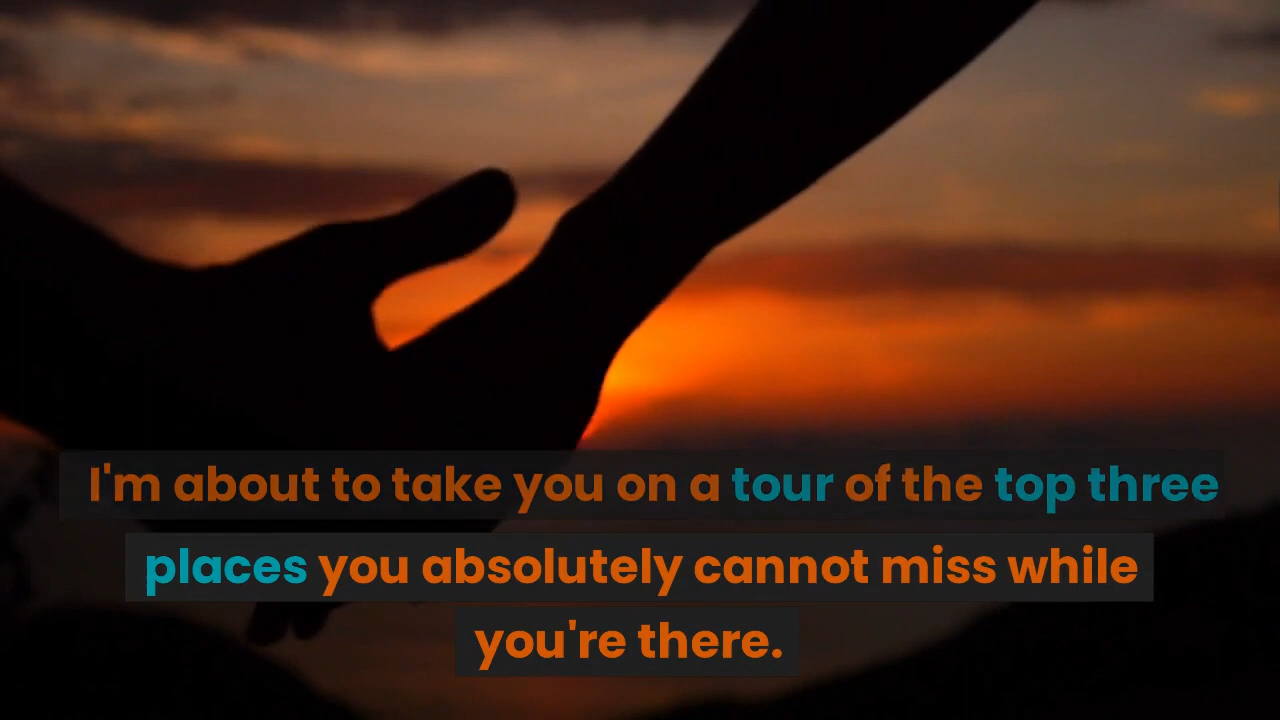 I'm about to take you on a tour of the top three
places you absolutely cannot miss while
you're there.